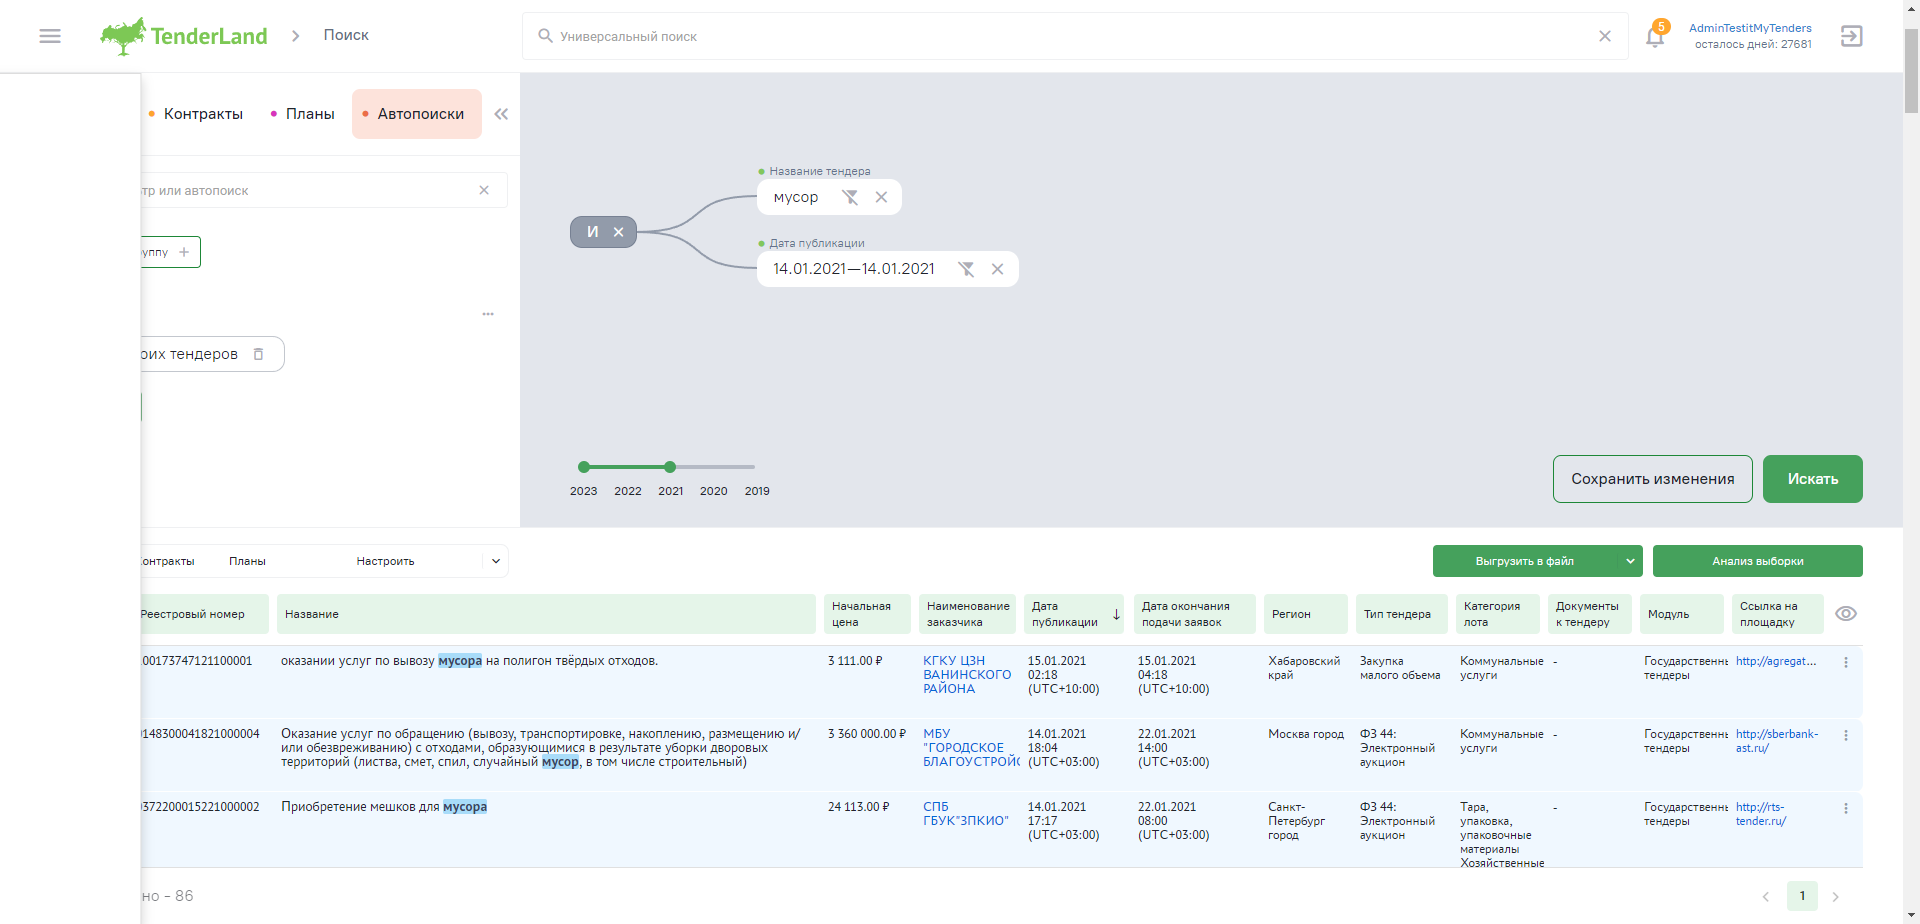 TenderLand
Поиск
Универсальный поиск
5
AdminTestitMyTenders
осталось дней: 27681
Контракты
Планы
Автопоиски
или автопоиск
Название тендера
мусор
И
Дата публикации
14.01.2021—14.01.2021
тендеров
2023 2022 2021 2020 2019
Сохранить изменения
Искать
Планы
Настроить
Выгрузить в файл
Анализ выборки
Реестровый номер
Название
Начальная
цена
Наименование
заказчика
Дата
публикации
Дата окончания
подачи заявок
Регион
Тип тендера
Категория
лота
Документы
к тендеру
Модуль
Ссылка на
площадку
00173747121100001
оказании услуг по вывозу мусора на полигон твёрдых отходов.
3 111.00 ₽
КГКУ ЦЗН
ВАНИНСКОГО
РАЙОНА
15.01.2021
02:18
(UTC+10:00)
15.01.2021
04:18
(UTC+10:00)
Хабаровский
край
Закупка
малого объема
Коммунальные
услуги
-
Государственн
тендеры
http://agregat...
148300041821000004
Оказание услуг по обращению (вывозу, транспортировке, накоплению, размещению и/
или обезвреживанию) с отходами, образующимися в результате уборки дворовых
территорий (листва, смет, спил, случайный мусор, в том числе строительный)
3 360 000.00 ₽
МБУ
"ГОРОДСКОЕ
БЛАГОУСТРОЙС
14.01.2021
18:04
(UTC+03:00)
22.01.2021
14:00
(UTC+03:00)
Москва город
ФЗ 44:
Электронный
аукцион
Коммунальные
услуги
-
Государственн
тендеры
http://sberbank-
ast.ru/
372200015221000002
Приобретение мешков для мусора
24 113.00 ₽
СПБ
ГБУК"ЗПКИО"
14.01.2021
17:17
(UTC+03:00)
22.01.2021
08:00
(UTC+03:00)
Санкт-
Петербург
город
ФЗ 44:
Электронный
аукцион
Тара,
упаковка,
упаковочные
материалы
Хозяйственные
-
Государственн
тендеры
http://rts-
tender.ru/
но - 86
1